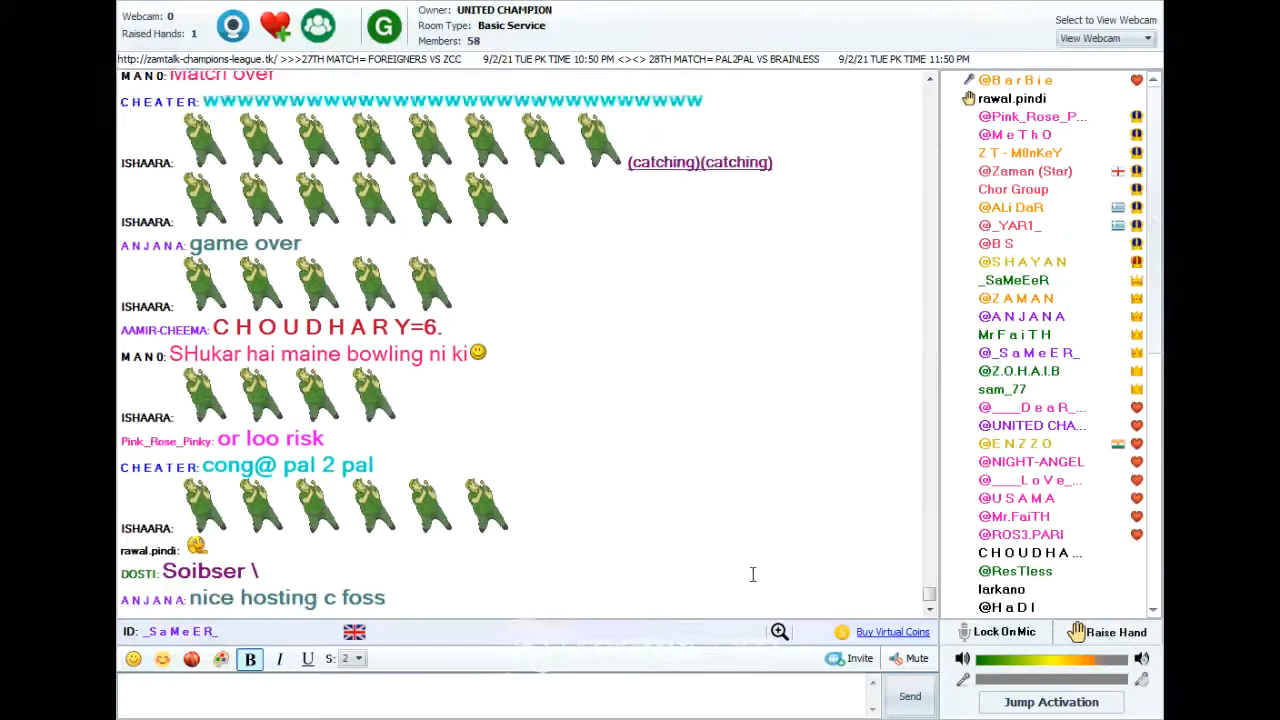 Webcam: 0
Raised Hands: 1
G
Owner: UNITED CHAMPION
Room Type: Basic Service
Members: 58
Select to View Webcam
View Webcam
http://zamtalk-champions-league.tk/ >>>27TH MATCH= FOREIGNERS VS ZCC 9/2/21 TUE PK TIME 10:50 PM <><> 28TH MATCH= PAL2PAL VS BRAINLESS 9/2/21 TUE PK TIME 11:50 PM
M A N 0: Match over
C H E A T E R: wwwwwwwwwwwwwwwwwwwwwwwwwwwww
ISHAARA: (catching)(catching)
ISHAARA:
A N J A N A: game over
ISHAARA:
AAMIR-CHEEMA: C H O U D H A R Y=6.
M A N 0: SHukar hai maine bowling ni ki
ISHAARA:
Pink_Rose_Pinky: or loo risk
C H E A T E R: cong@ pal 2 pal
ISHAARA:
rawal.pindi:
DOSTI: Soibser \
A N J A N A: nice hosting c foss
@B a r B i e
rawal.pindi
@Pink_Rose_P...
@M e T h O
Z T - M0nKeY
@Zaman (Star)
Chor Group
@ALi DaR
@_YAR1_
@B S
@S H A Y A N
_SaMeEeR
@Z A M A N
@A N J A N A
Mr F a i T H
@_S a M e E R_
@Z.O.H.A.I.B
sam_77
@____D e a R_...
@UNITED CHA...
@E N Z Z O
@NIGHT-ANGEL
@____L o V e_...
@U S A M A
@Mr.FaiTH
@ROS3.PARI
C H O U D H A ...
@ResTless
larkano
@H a D I
ID: _S a M e E R_
Buy Virtual Coins
Lock On Mic
Raise Hand
B I U S: 2
Invite
Mute
Send
Jump Activation